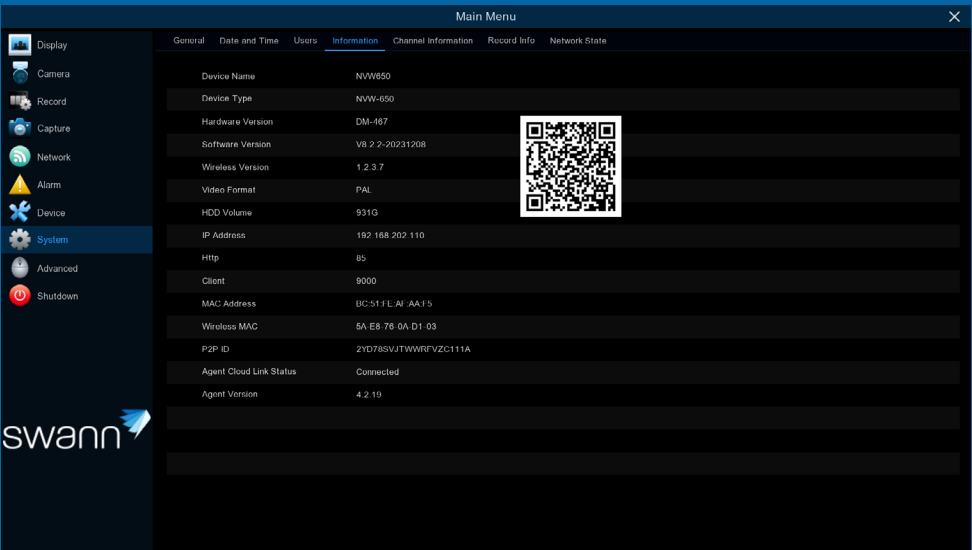 Main Menu
General Date and Time Users Information Channel Information Record Info Network State
Display
Camera
Record
Capture
Network
Alarm
Device
System
Advanced
Shutdown
swann
Device Name NVW650
Device Type NVW-650
Hardware Version DM-467
Software Version V8.2.2-20231208
Wireless Version 1.2.3.7
Video Format PAL
HDD Volume 931G
IP Address 192.168.202.110
Http 85
Client 9000
MAC Address BC:51:FE:AF:AA:F5
Wireless MAC 5A-E8-76-0A-D1-03
P2P ID 2YD78SVJTWWRFVZC111A
Agent Cloud Link Status Connected
Agent Version 4.2.19